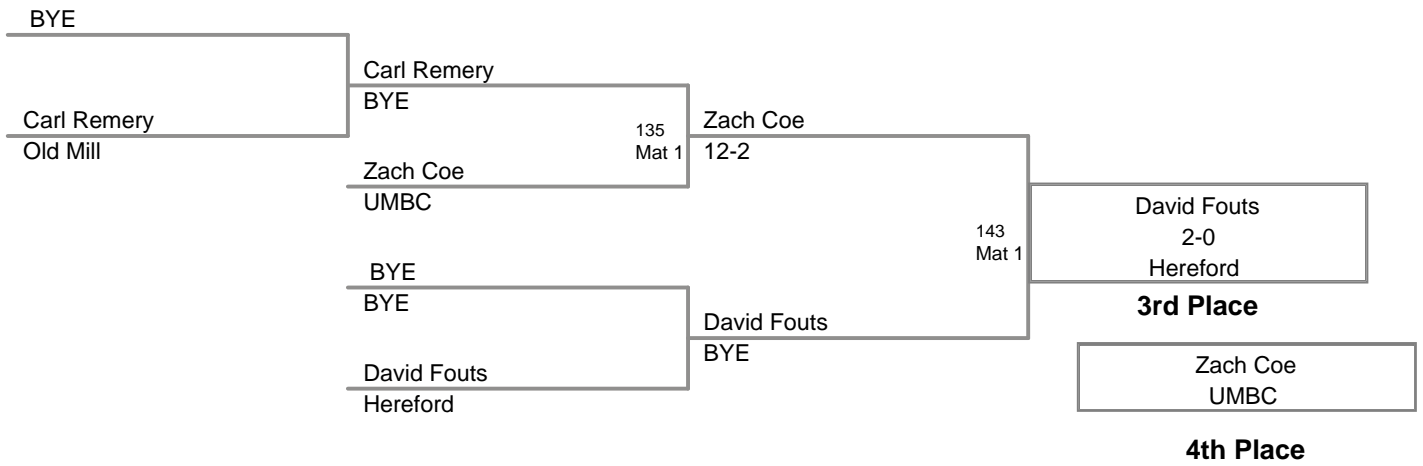 BYE
Carl Remery
Old Mill
Carl Remery
BYE
Zach Coe
UMBC
BYE
BYE
David Fouts
Hereford
135
Mat 1
Zach Coe
12-2
David Fouts
BYE
143
Mat 1
David Fouts
2-0
Hereford
3rd Place
Zach Coe
UMBC
4th Place